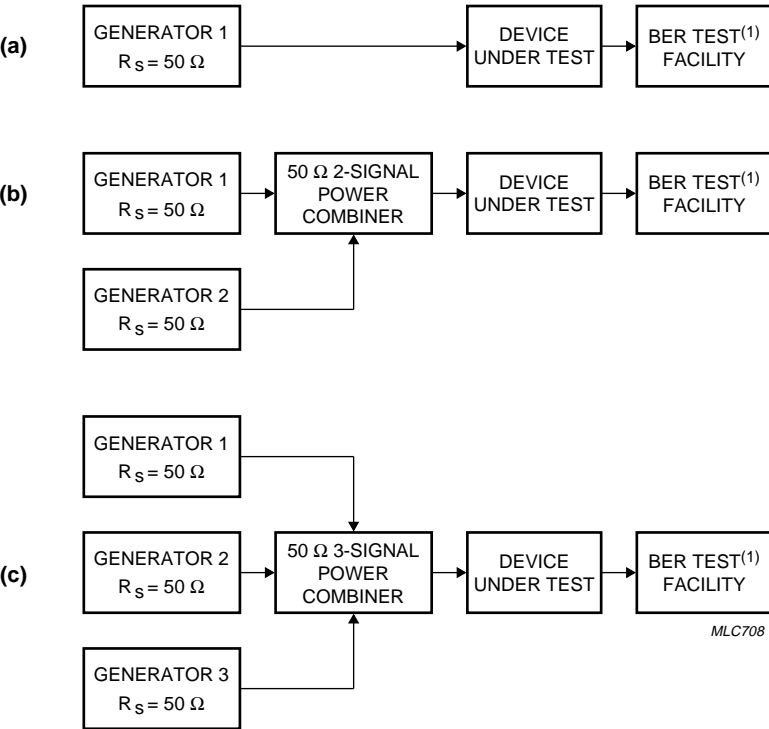 (a)
GENERATOR 1
R s = 50 Ω
DEVICE
UNDER TEST
BER TEST(1)
FACILITY
(b)
GENERATOR 1
R s = 50 Ω
50 Ω 2-SIGNAL
POWER
COMBINER
DEVICE
UNDER TEST
BER TEST(1)
FACILITY
GENERATOR 2
R s = 50 Ω
GENERATOR 1
R s = 50 Ω
(c)
GENERATOR 2
R s = 50 Ω
50 Ω 3-SIGNAL
POWER
COMBINER
DEVICE
UNDER TEST
BER TEST(1)
FACILITY
MLC708
GENERATOR 3
R s = 50 Ω